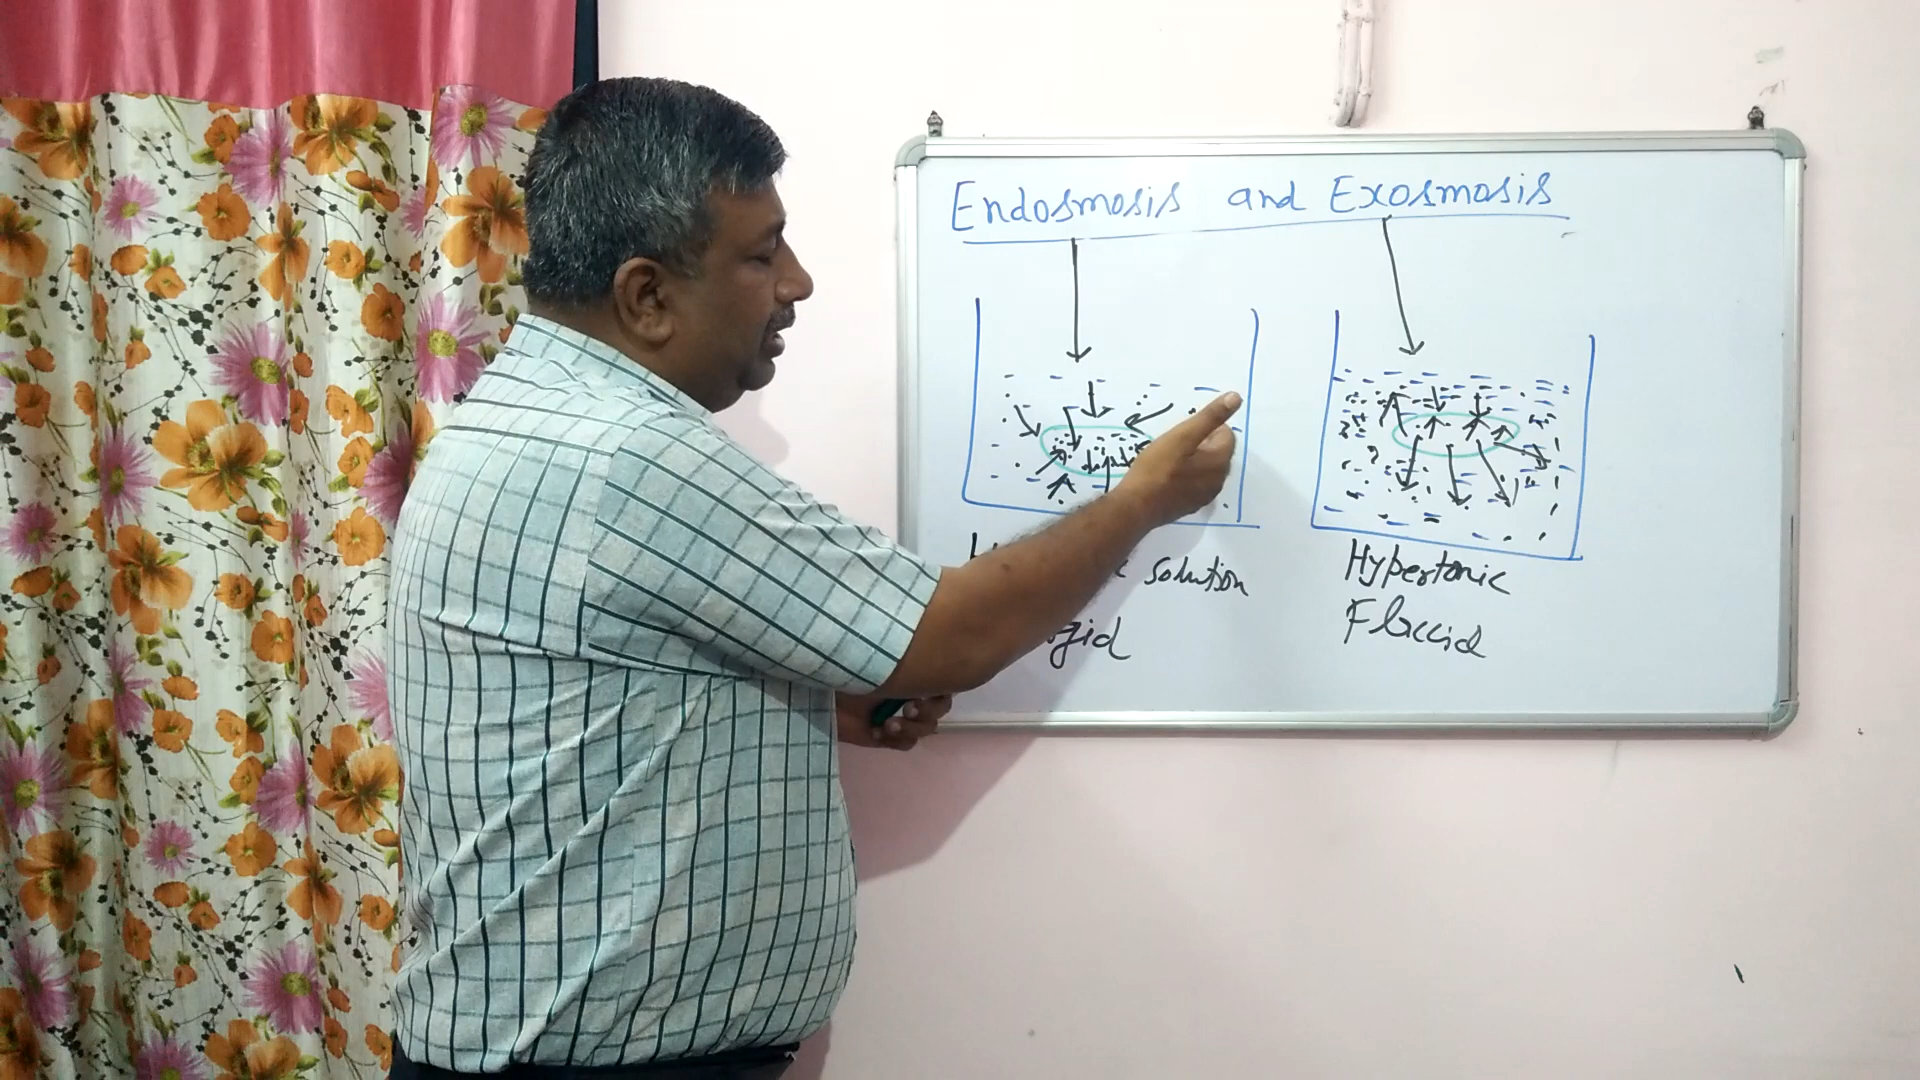 Endosmosis and Exosmosis
solution
Hypertonic
Flaccid